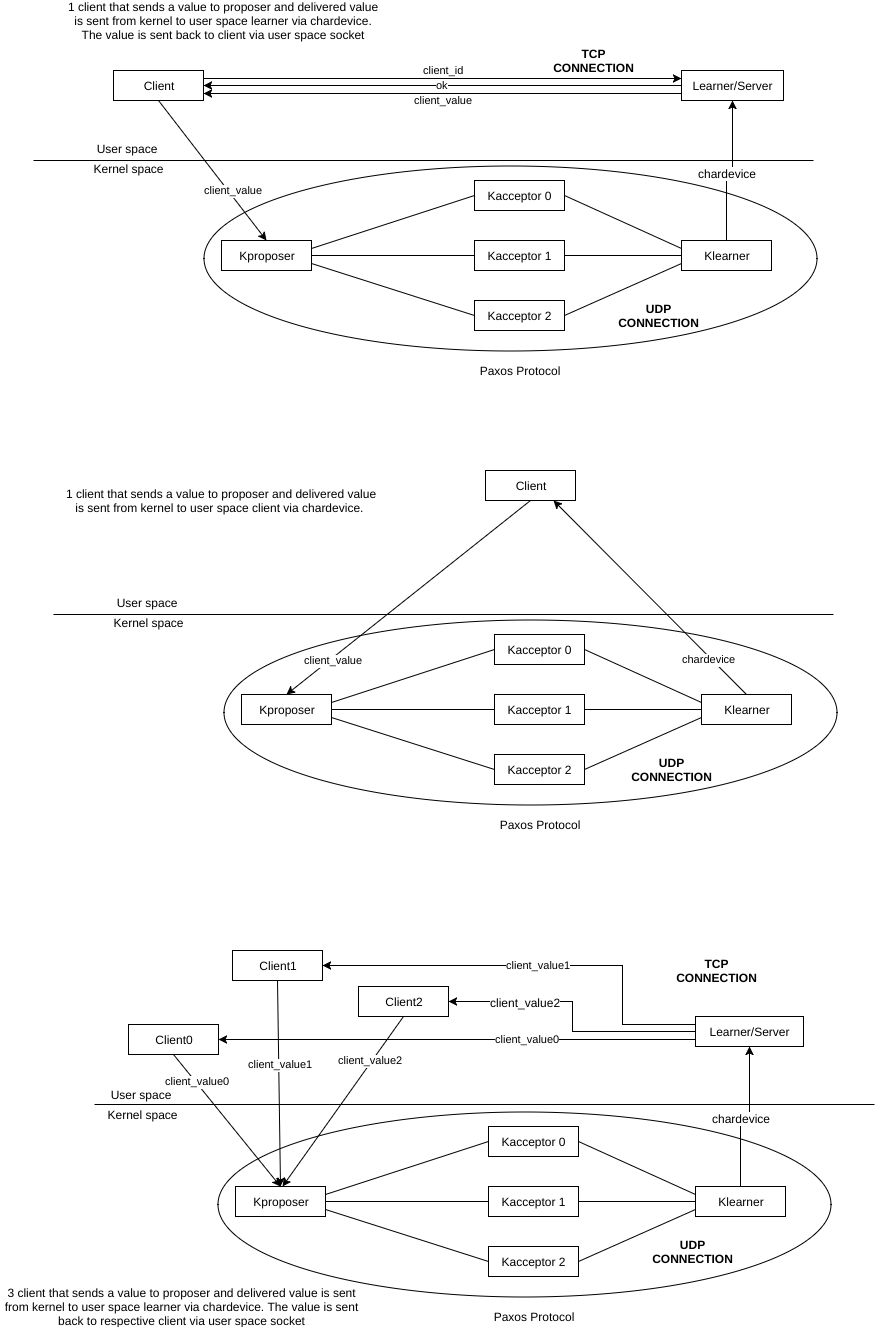 1 client that sends a value to proposer and delivered value
is sent from kernel to user space learner via chardevice.
The value is sent back to client via user space socket
TCP
CONNECTION
client_id
Client
ok
Learner/Server
client_value
User space
Kernel space
chardevice
client_value
Kacceptor 0
Kproposer
Kacceptor 1
Klearner
Kacceptor 2
UDP
CONNECTION
Paxos Protocol
Client
1 client that sends a value to proposer and delivered value
is sent from kernel to user space client via chardevice.
User space
Kernel space
Kacceptor 0
client_value
chardevice
Kproposer
Kacceptor 1
Klearner
Kacceptor 2
UDP
CONNECTION
Paxos Protocol
Client1
client_value1
TCP
CONNECTION
Client2
client_value2
Learner/Server
Client0
client_value0
client_value1
client_value2
client_value0
User space
Kernel space
chardevice
Kacceptor 0
Kproposer
Kacceptor 1
Klearner
Kacceptor 2
UDP
CONNECTION
3 client that sends a value to proposer and delivered value is sent
from kernel to user space learner via chardevice. The value is sent
back to respective client via user space socket
Paxos Protocol